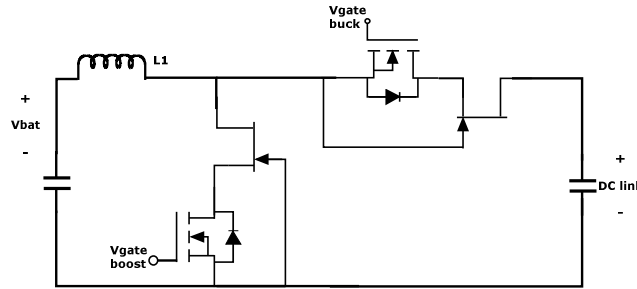 Vgate
buck
L1
+
Vbat
-
+
DC link
-
Vgate
boost